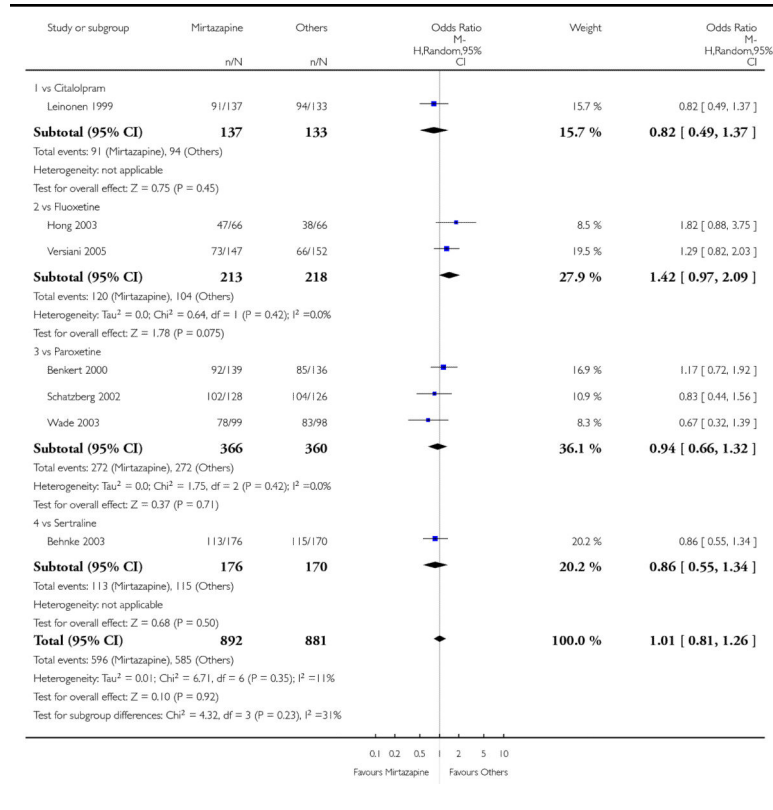 Study or subgroup Mirtazapine Others Odds Ratio Weight Odds Ratio
M- M-
H,Random,95% H,Random,95%
n/N n/N CI CI
1 vs Citalolpram
Leinonen 1999 91/137 94/133 15.7 % 0.82 [ 0.49, 1.37 ]
Subtotal (95% CI) 137 133 15.7 % 0.82 [ 0.49, 1.37 ]
Total events: 91 (Mirtazapine), 94 (Others)
Heterogeneity: not applicable
Test for overall effect: Z = 0.75 (P = 0.45)
2 vs Fluoxetine
Hong 2003 47/66 38/66 8.5 % 1.82 [ 0.88, 3.75 ]
Versiani 2005 73/147 66/152 19.5 % 1.29 [ 0.82, 2.03 ]
Subtotal (95% CI) 213 218 27.9 % 1.42 [ 0.97, 2.09 ]
Total events: 120 (Mirtazapine), 104 (Others)
Heterogeneity: Tau² = 0.0; Chi² = 0.64, df = 1 (P = 0.42); I² =0.0%
Test for overall effect: Z = 1.78 (P = 0.075)
3 vs Paroxetine
Benkert 2000 92/139 85/136 16.9 % 1.17 [ 0.72, 1.92 ]
Schatzberg 2002 102/128 104/126 10.9 % 0.83 [ 0.44, 1.56 ]
Wade 2003 78/99 83/98 8.3 % 0.67 [ 0.32, 1.39 ]
Subtotal (95% CI) 366 360 36.1 % 0.94 [ 0.66, 1.32 ]
Total events: 272 (Mirtazapine), 272 (Others)
Heterogeneity: Tau² = 0.0; Chi² = 1.75, df = 2 (P = 0.42); I² =0.0%
Test for overall effect: Z = 0.37 (P = 0.71)
4 vs Sertraline
Behnke 2003 113/176 115/170 20.2 % 0.86 [ 0.55, 1.34 ]
Subtotal (95% CI) 176 170 20.2 % 0.86 [ 0.55, 1.34 ]
Total events: 113 (Mirtazapine), 115 (Others)
Heterogeneity: not applicable
Test for overall effect: Z = 0.68 (P = 0.50)
Total (95% CI) 892 881 100.0 % 1.01 [ 0.81, 1.26 ]
Total events: 596 (Mirtazapine), 585 (Others)
Heterogeneity: Tau² = 0.01; Chi² = 6.71, df = 6 (P = 0.35); I² =11%
Test for overall effect: Z = 0.10 (P = 0.92)
Test for subgroup differences: Chi² = 4.32, df = 3 (P = 0.23), I² =31%
0.1 0.2 0.5 1 2 5 10
Favours Mirtazapine Favours Others